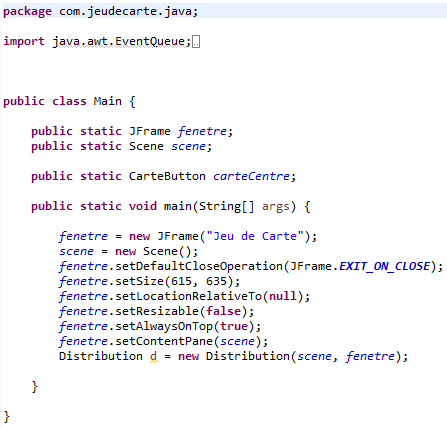 package com.jeudecarte.java;
import java.awt.EventQueue;
public class Main {
public static JFrame fenetre;
public static Scene scene;
public static CarteButton carteCentre;
public static void main(String[] args) {
fenetre = new JFrame("Jeu de Carte");
scene = new Scene();
fenetre.setDefaultCloseOperation(JFrame.EXIT_ON_CLOSE);
fenetre.setSize(615, 635);
fenetre.setLocationRelativeTo(null);
fenetre.setResizable(false);
fenetre.setAlwaysOnTop(true);
fenetre.setContentPane(scene);
Distribution d = new Distribution(scene, fenetre);
}
}